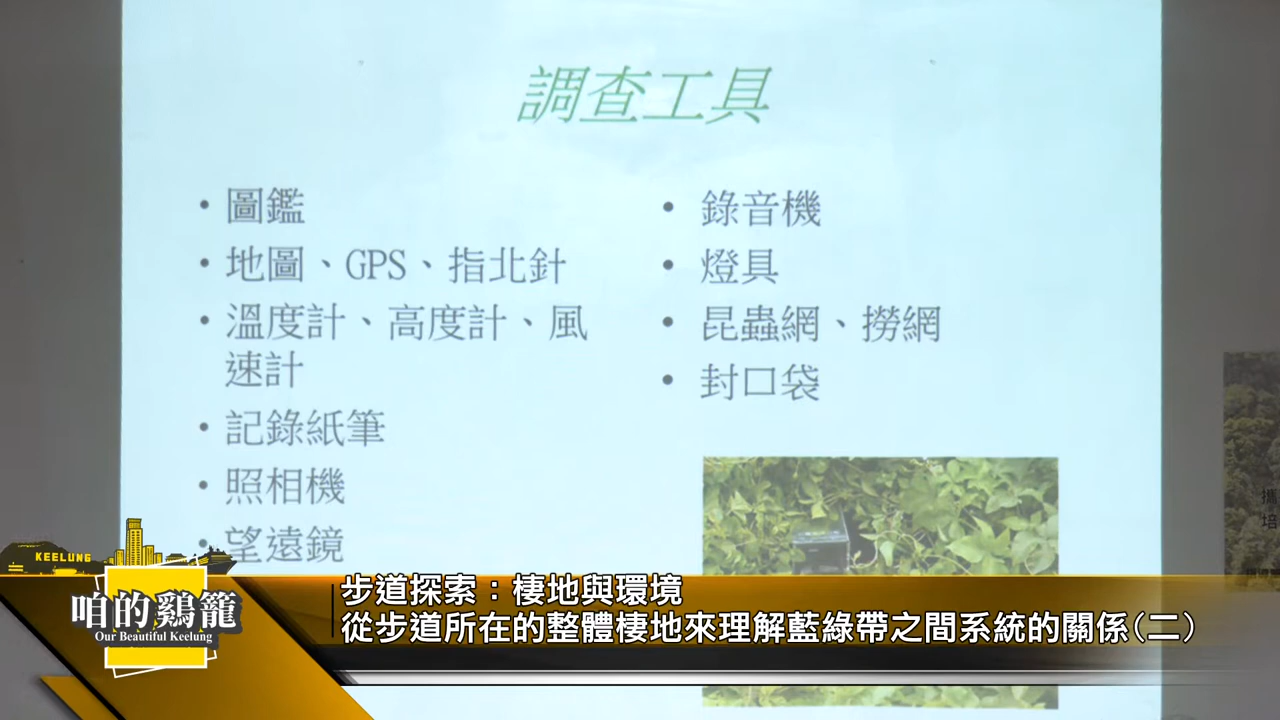 調查工具
• 圖鑑
• 地圖、GPS、指北針
• 溫度計、高度計、風
速計
• 記錄紙筆
• 照相機
• 望遠鏡
• 錄音機
• 燈具
• 昆蟲網、撈網
• 封口袋
KEELUNG
咱的鷄籠
Our Beautiful Keelung
步道探索：棲地與環境
從步道所在的整體棲地來理解藍綠帶之間系統的關係(二)